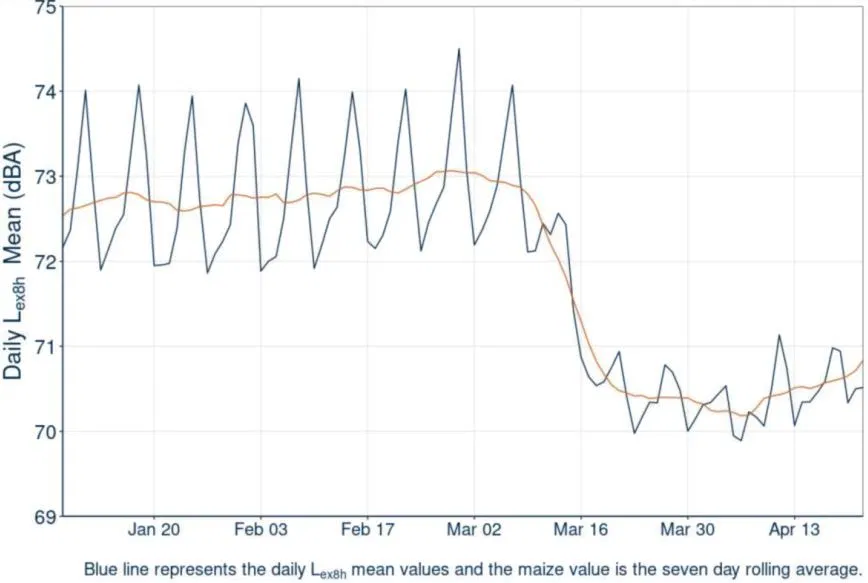 75
74
73
72
71
70
69
Daily Lex8h Mean (dBA)
Jan 20 Feb 03 Feb 17 Mar 02 Mar 16 Mar 30 Apr 13
Blue line represents the daily Lex8h mean values and the maize value is the seven day rolling average.